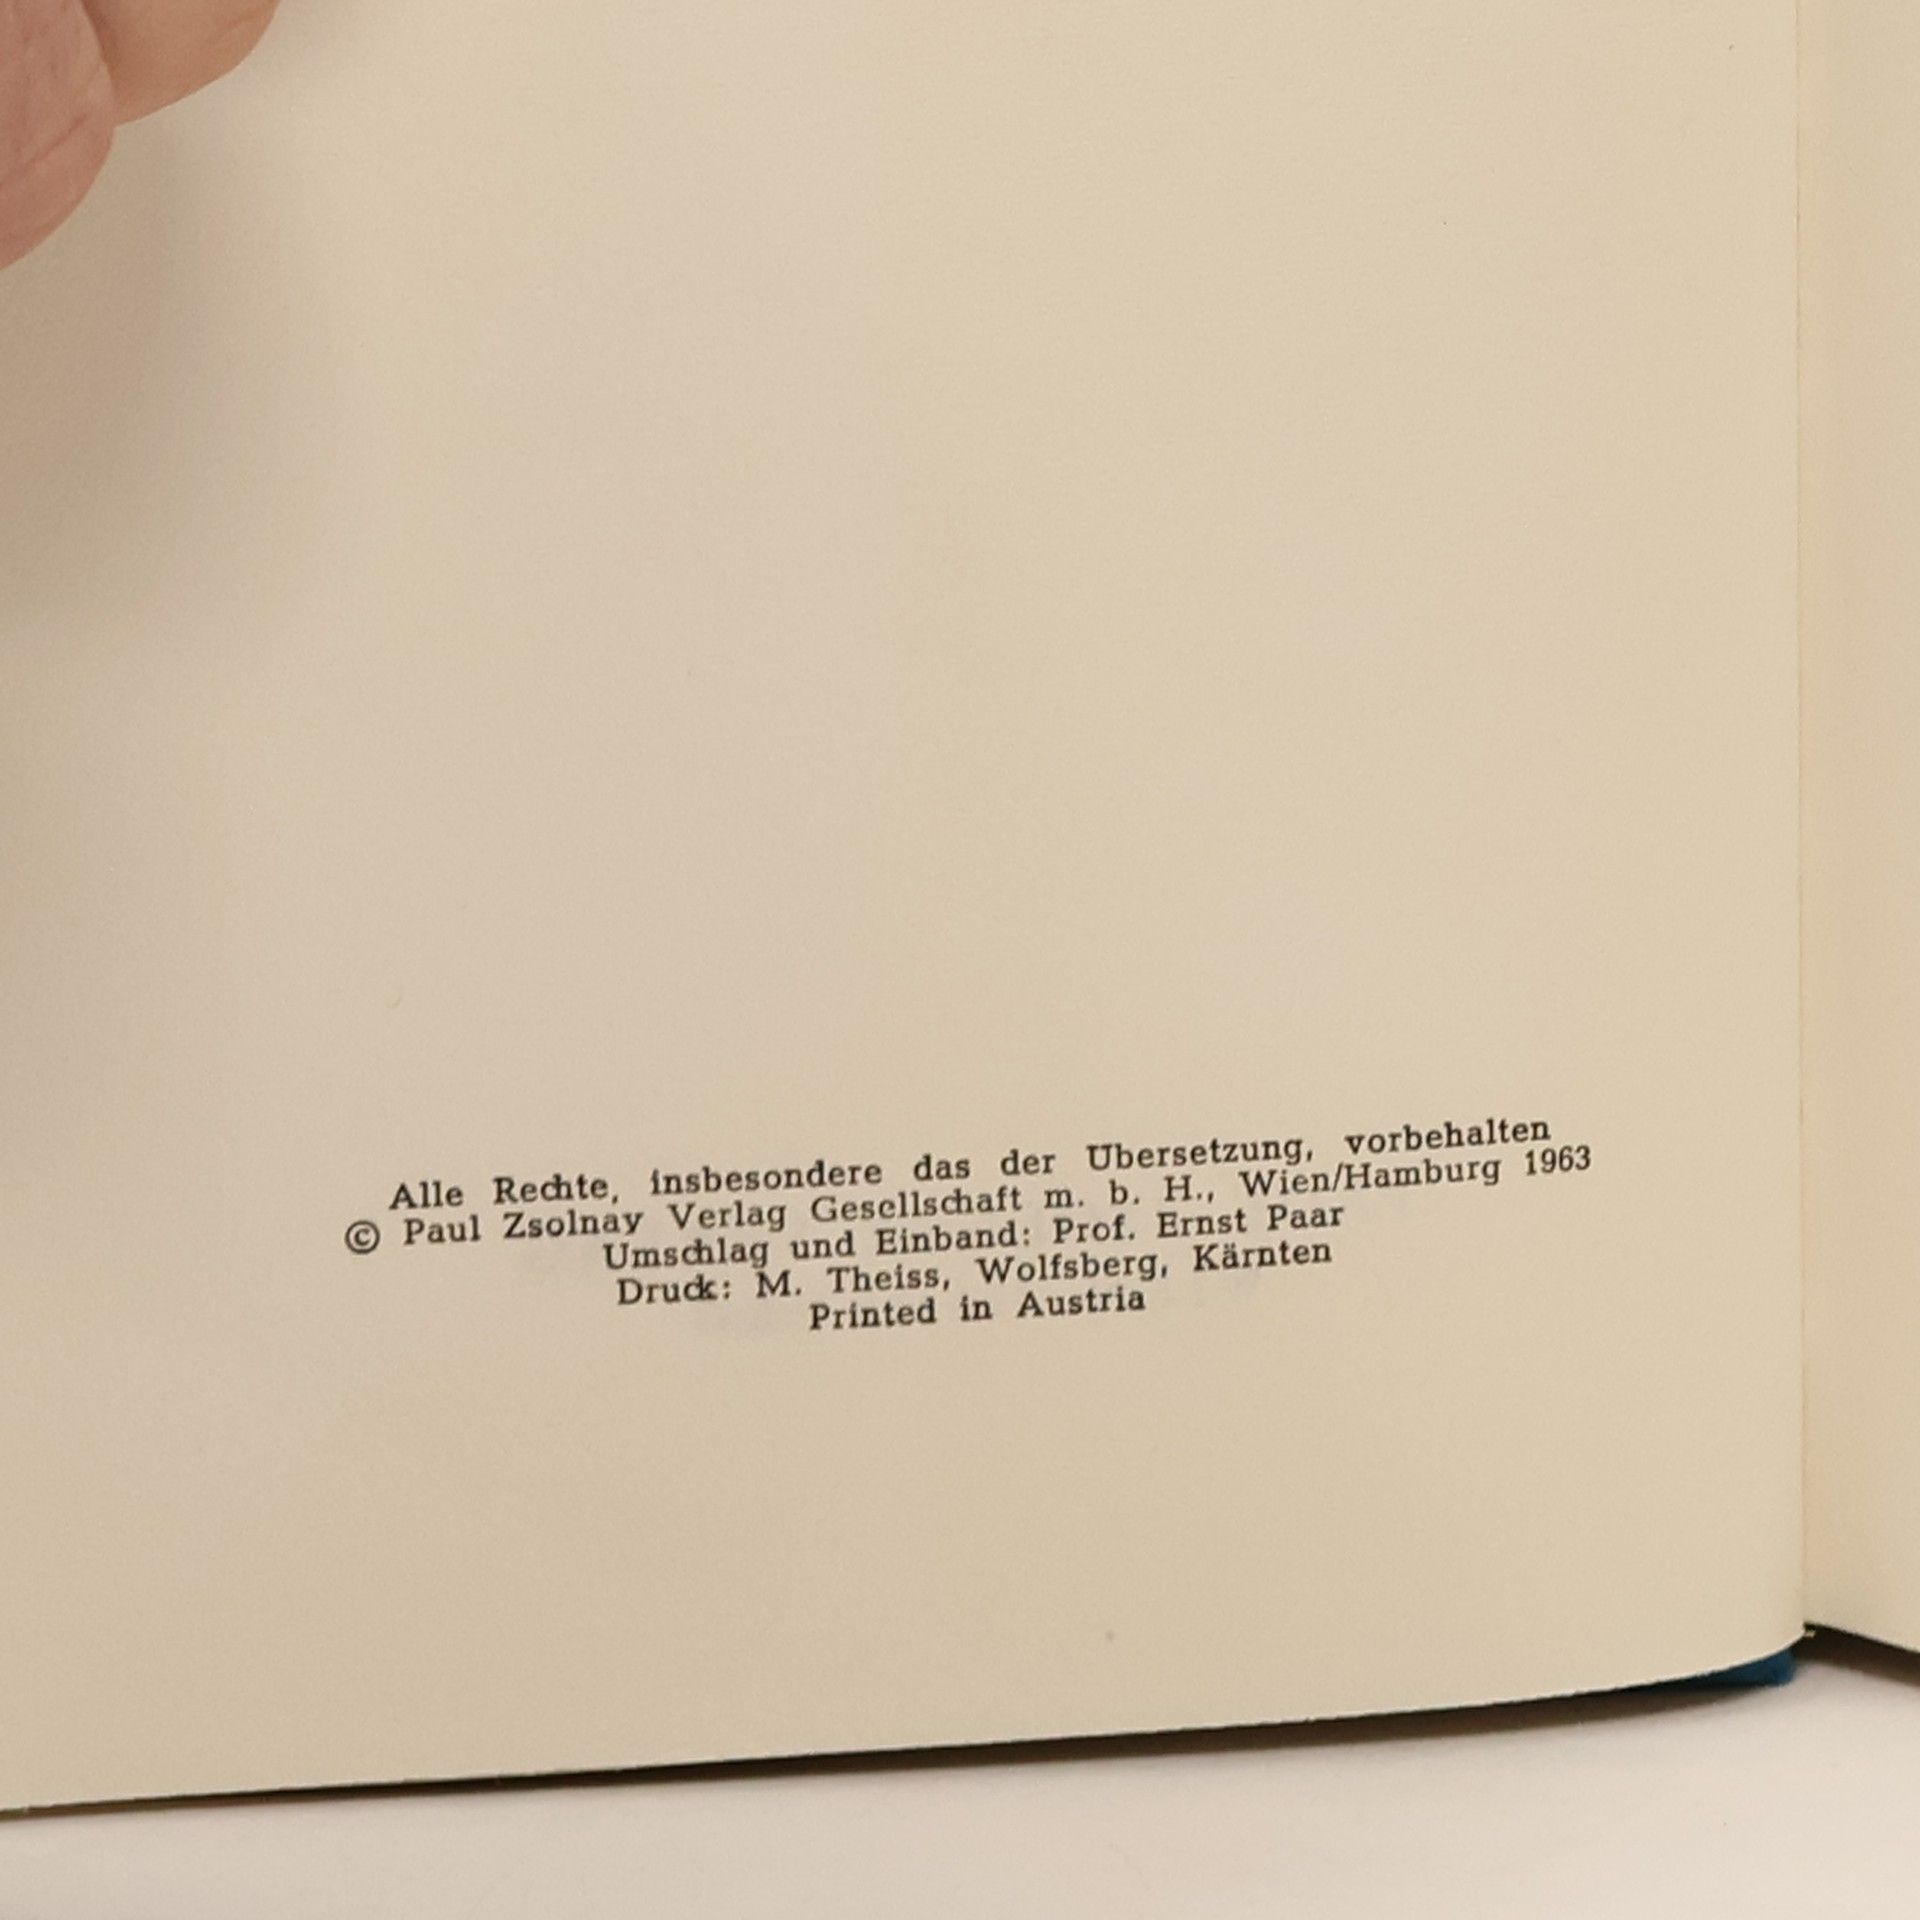 Alle Rechte, insbesondere das der Übersetzung, vorbehalten
© Paul Zsolnay Verlag Gesellschaft m. b. H., Wien/Hamburg 1963
Umschlag und Einband: Prof. Ernst Paar
Druck: M. Theiss, Wolfsberg, Kärnten
Printed in Austria